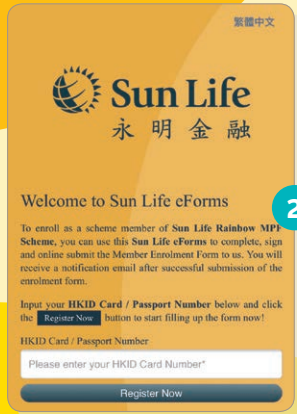 繁體中文
Sun Life
永明金融
Welcome to Sun Life eForms
2
To enroll as a scheme member of Sun Life Rainbow MPF
Scheme, you can use this Sun Life eForms to complete, sign
and online submit the Member Enrolment Form to us. You will
receive a notification email after successful submission of the
enrolment form.
Input your HKID Card / Passport Number below and click
the Register Now button to start filling up the form now!
HKID Card / Passport Number
Please enter your HKID Card Number*
Register Now